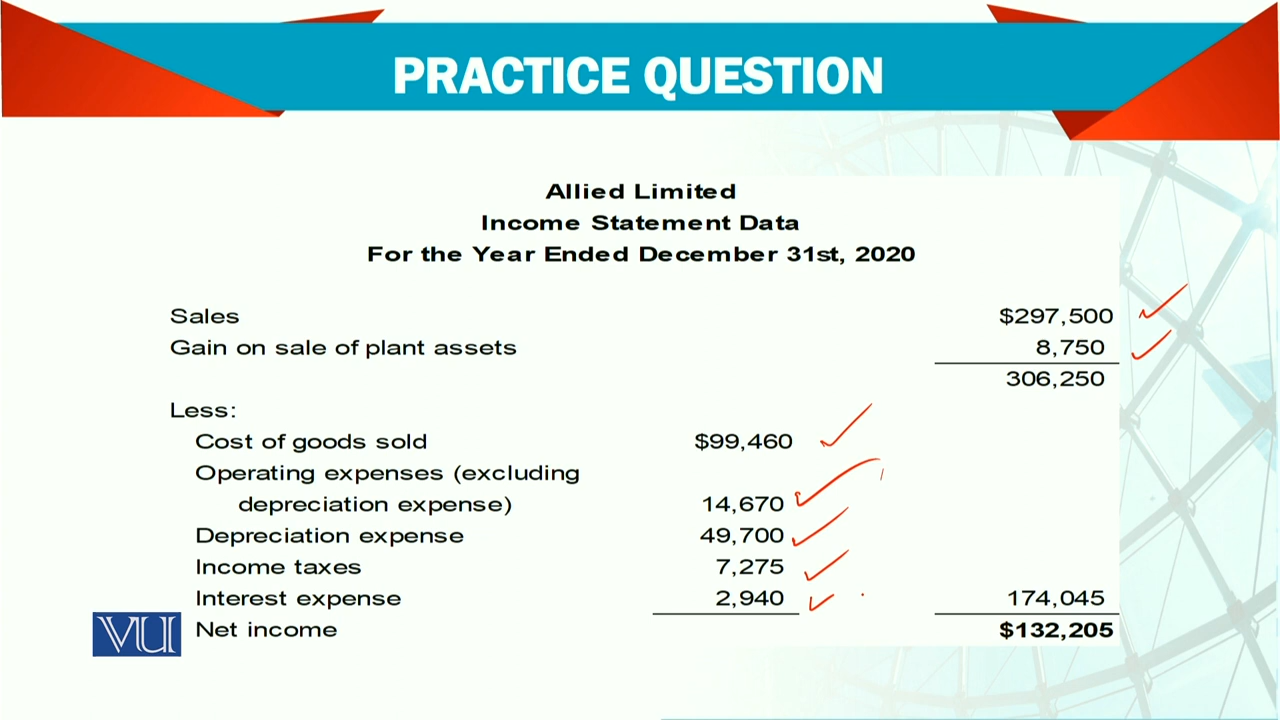 PRACTICE QUESTION
Allied Limited
Income Statement Data
For the Year Ended December 31st, 2020
Sales $297,500
Gain on sale of plant assets 8,750
306,250
Less:
Cost of goods sold $99,460
Operating expenses (excluding
depreciation expense) 14,670
Depreciation expense 49,700
Income taxes 7,275
Interest expense 2,940 174,045
VU Net income $132,205